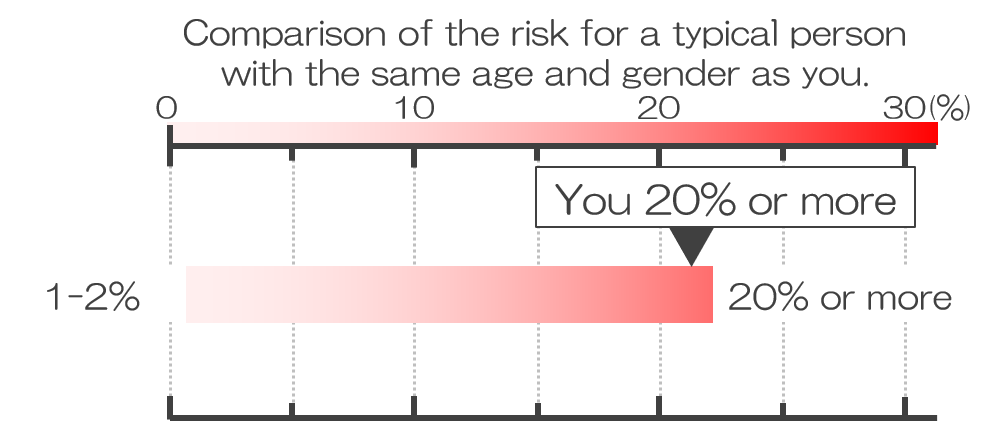 Comparison of the risk for a typical person
with the same age and gender as you.
0 10 20 30(%)
You 20% or more
1-2% 20% or more